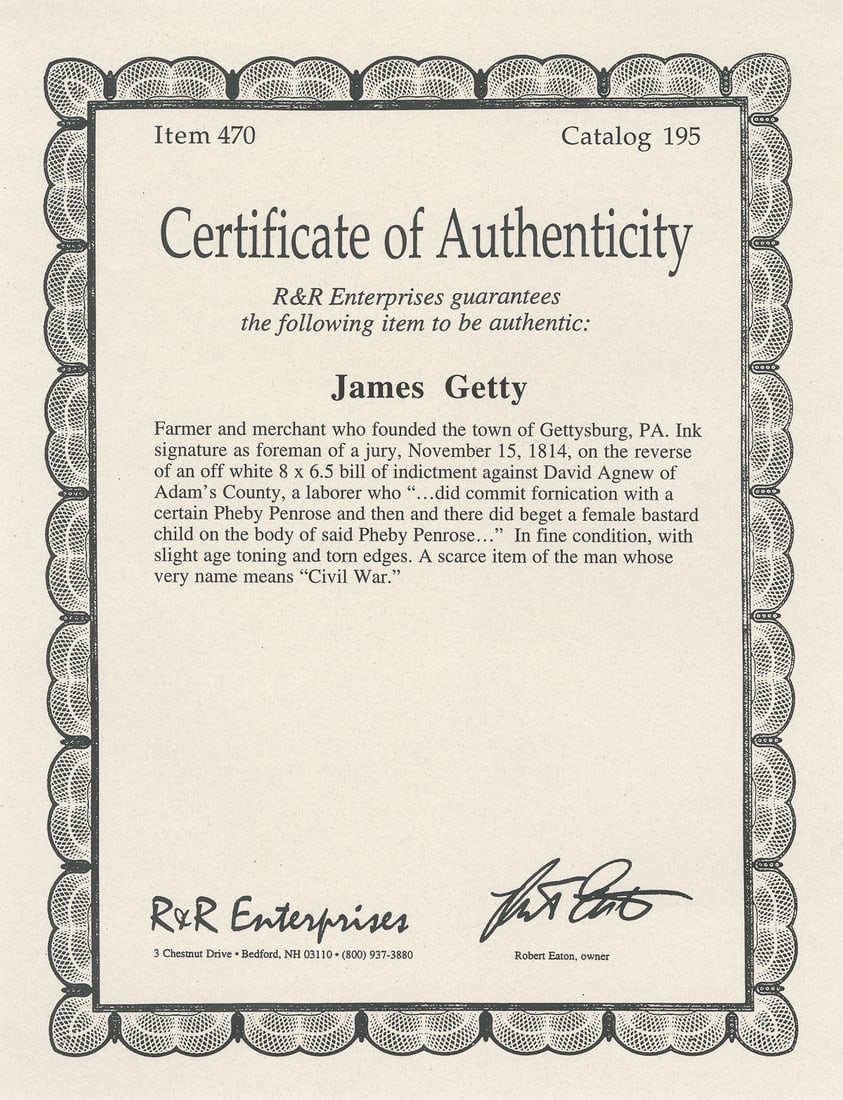 Item 470
Catalog 195
Certificate of Authenticity
R&R Enterprises guarantees
the following item to be authentic:
James Getty
Farmer and merchant who founded the town of Gettysburg, PA. Ink
signature as foreman of a jury, November 15, 1814, on the reverse
of an off white 8 x 6.5 bill of indictment against David Agnew of
Adam's County, a laborer who “…did commit fornication with a
certain Pheby Penrose and then and there did beget a female bastard
child on the body of said Pheby Penrose…” In fine condition, with
slight age toning and torn edges. A scarce item of the man whose
very name means “Civil War.”
R&R Enterprises
3 Chestnut Drive • Bedford, NH 03110 • (800) 937-3880
Robert Eaton, owner